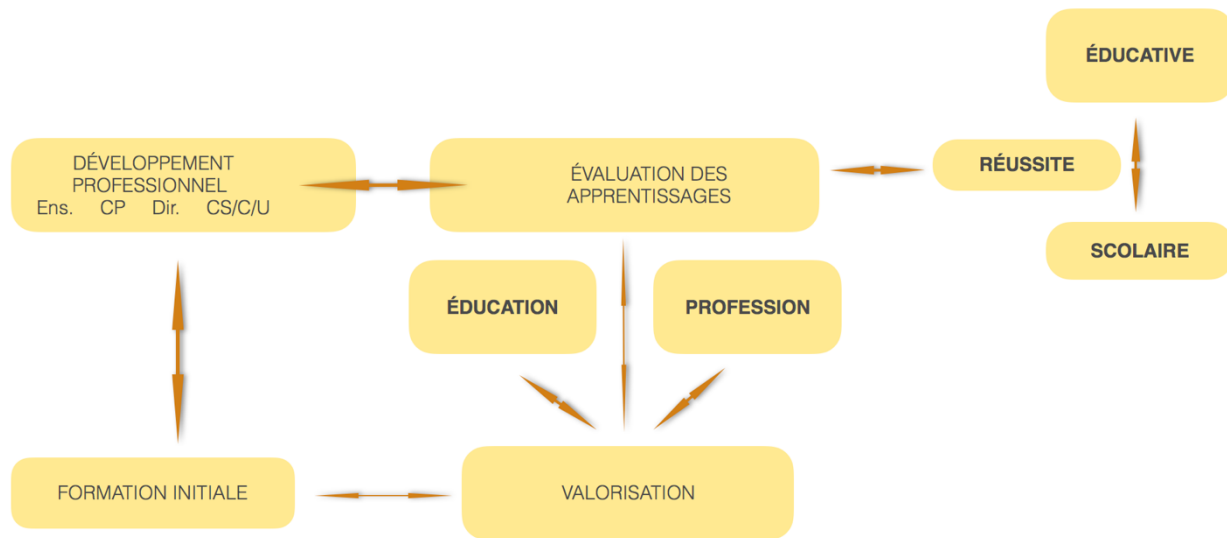 ÉDUCATIVE
DÉVELOPPEMENT
PROFESSIONNEL
Ens. CP Dir. CS/C/U
ÉVALUATION DES
APPRENTISSAGES
RÉUSSITE
SCOLAIRE
ÉDUCATION
PROFESSION
FORMATION INITIALE
VALORISATION